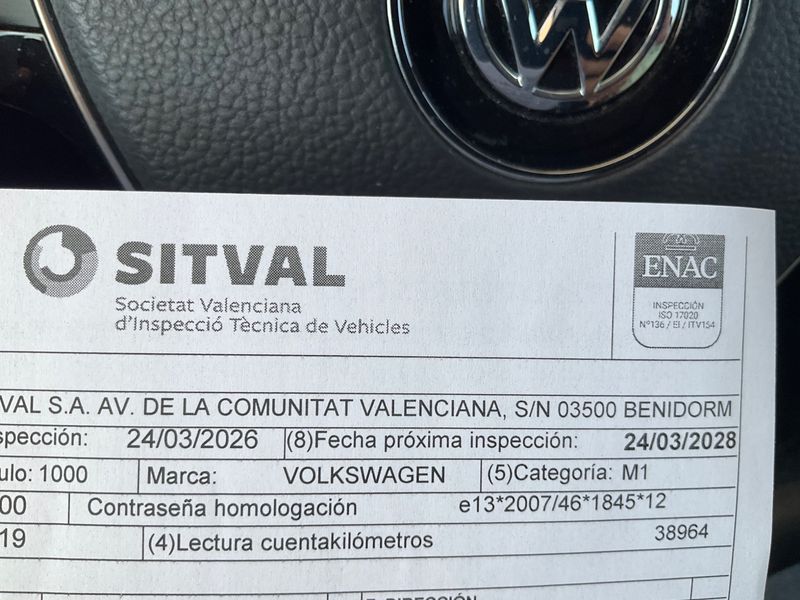 SITVAL
Societat Valenciana
d'Inspecció Tècnica de Vehicles
ENAC
INSPECCIÓN
ISO 17020
Nº136 / EI / ITV154
VAL S.A. AV. DE LA COMUNITAT VALENCIANA, S/N 03500 BENIDORM
spección: 24/03/2026 (8)Fecha próxima inspección: 24/03/2028
ulo: 1000 Marca: VOLKSWAGEN (5)Categoría: M1
00 Contraseña homologación e13*2007/46*1845*12
19 (4)Lectura cuentakilómetros 38964